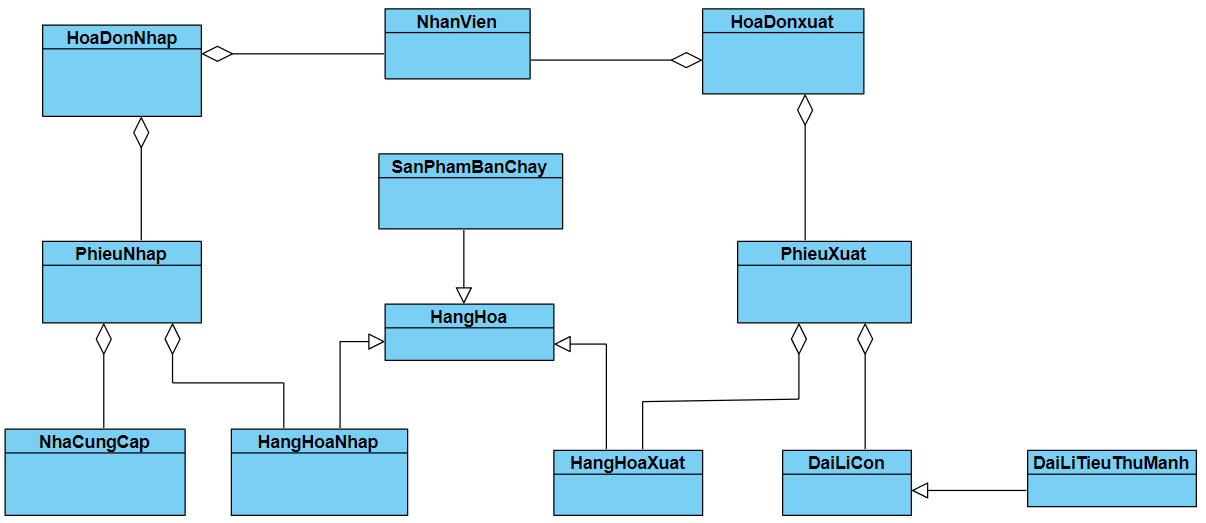 HoaDonNhap
NhanVien
HoaDonxuat
SanPhamBanChay
PhieuNhap
PhieuXuat
HangHoa
NhaCungCap
HangHoaNhap
HangHoaXuat
DaiLiCon
DaiLiTieuThuManh